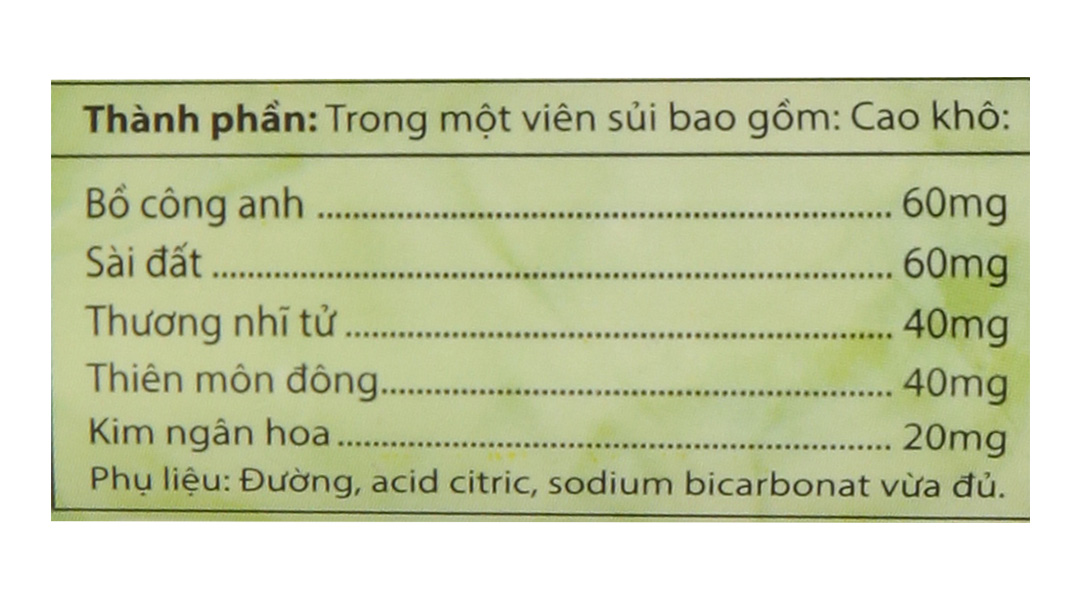 Thành phần: Trong một viên sủi bao gồm: Cao khô:
Bồ công anh ........................................................................ 60mg
Sài đất ........................................................................ 60mg
Thương nhĩ tử ........................................................................ 40mg
Thiên môn đông........................................................................ 40mg
Kim ngân hoa ........................................................................ 20mg
Phụ liệu: Đường, acid citric, sodium bicarbonat vừa đủ.